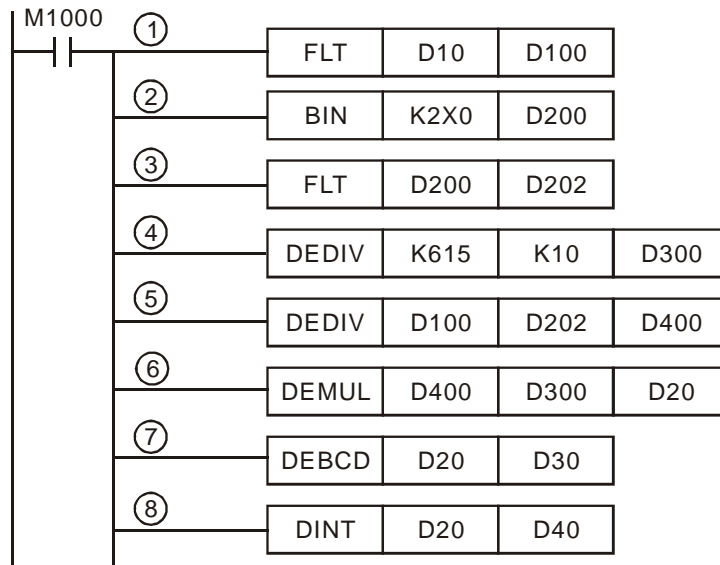 M1000
① FLT D10 D100
② BIN K2X0 D200
③ FLT D200 D202
④ DEDIV K615 K10 D300
⑤ DEDIV D100 D202 D400
⑥ DEMUL D400 D300 D20
⑦ DEBCD D20 D30
⑧ DINT D20 D40